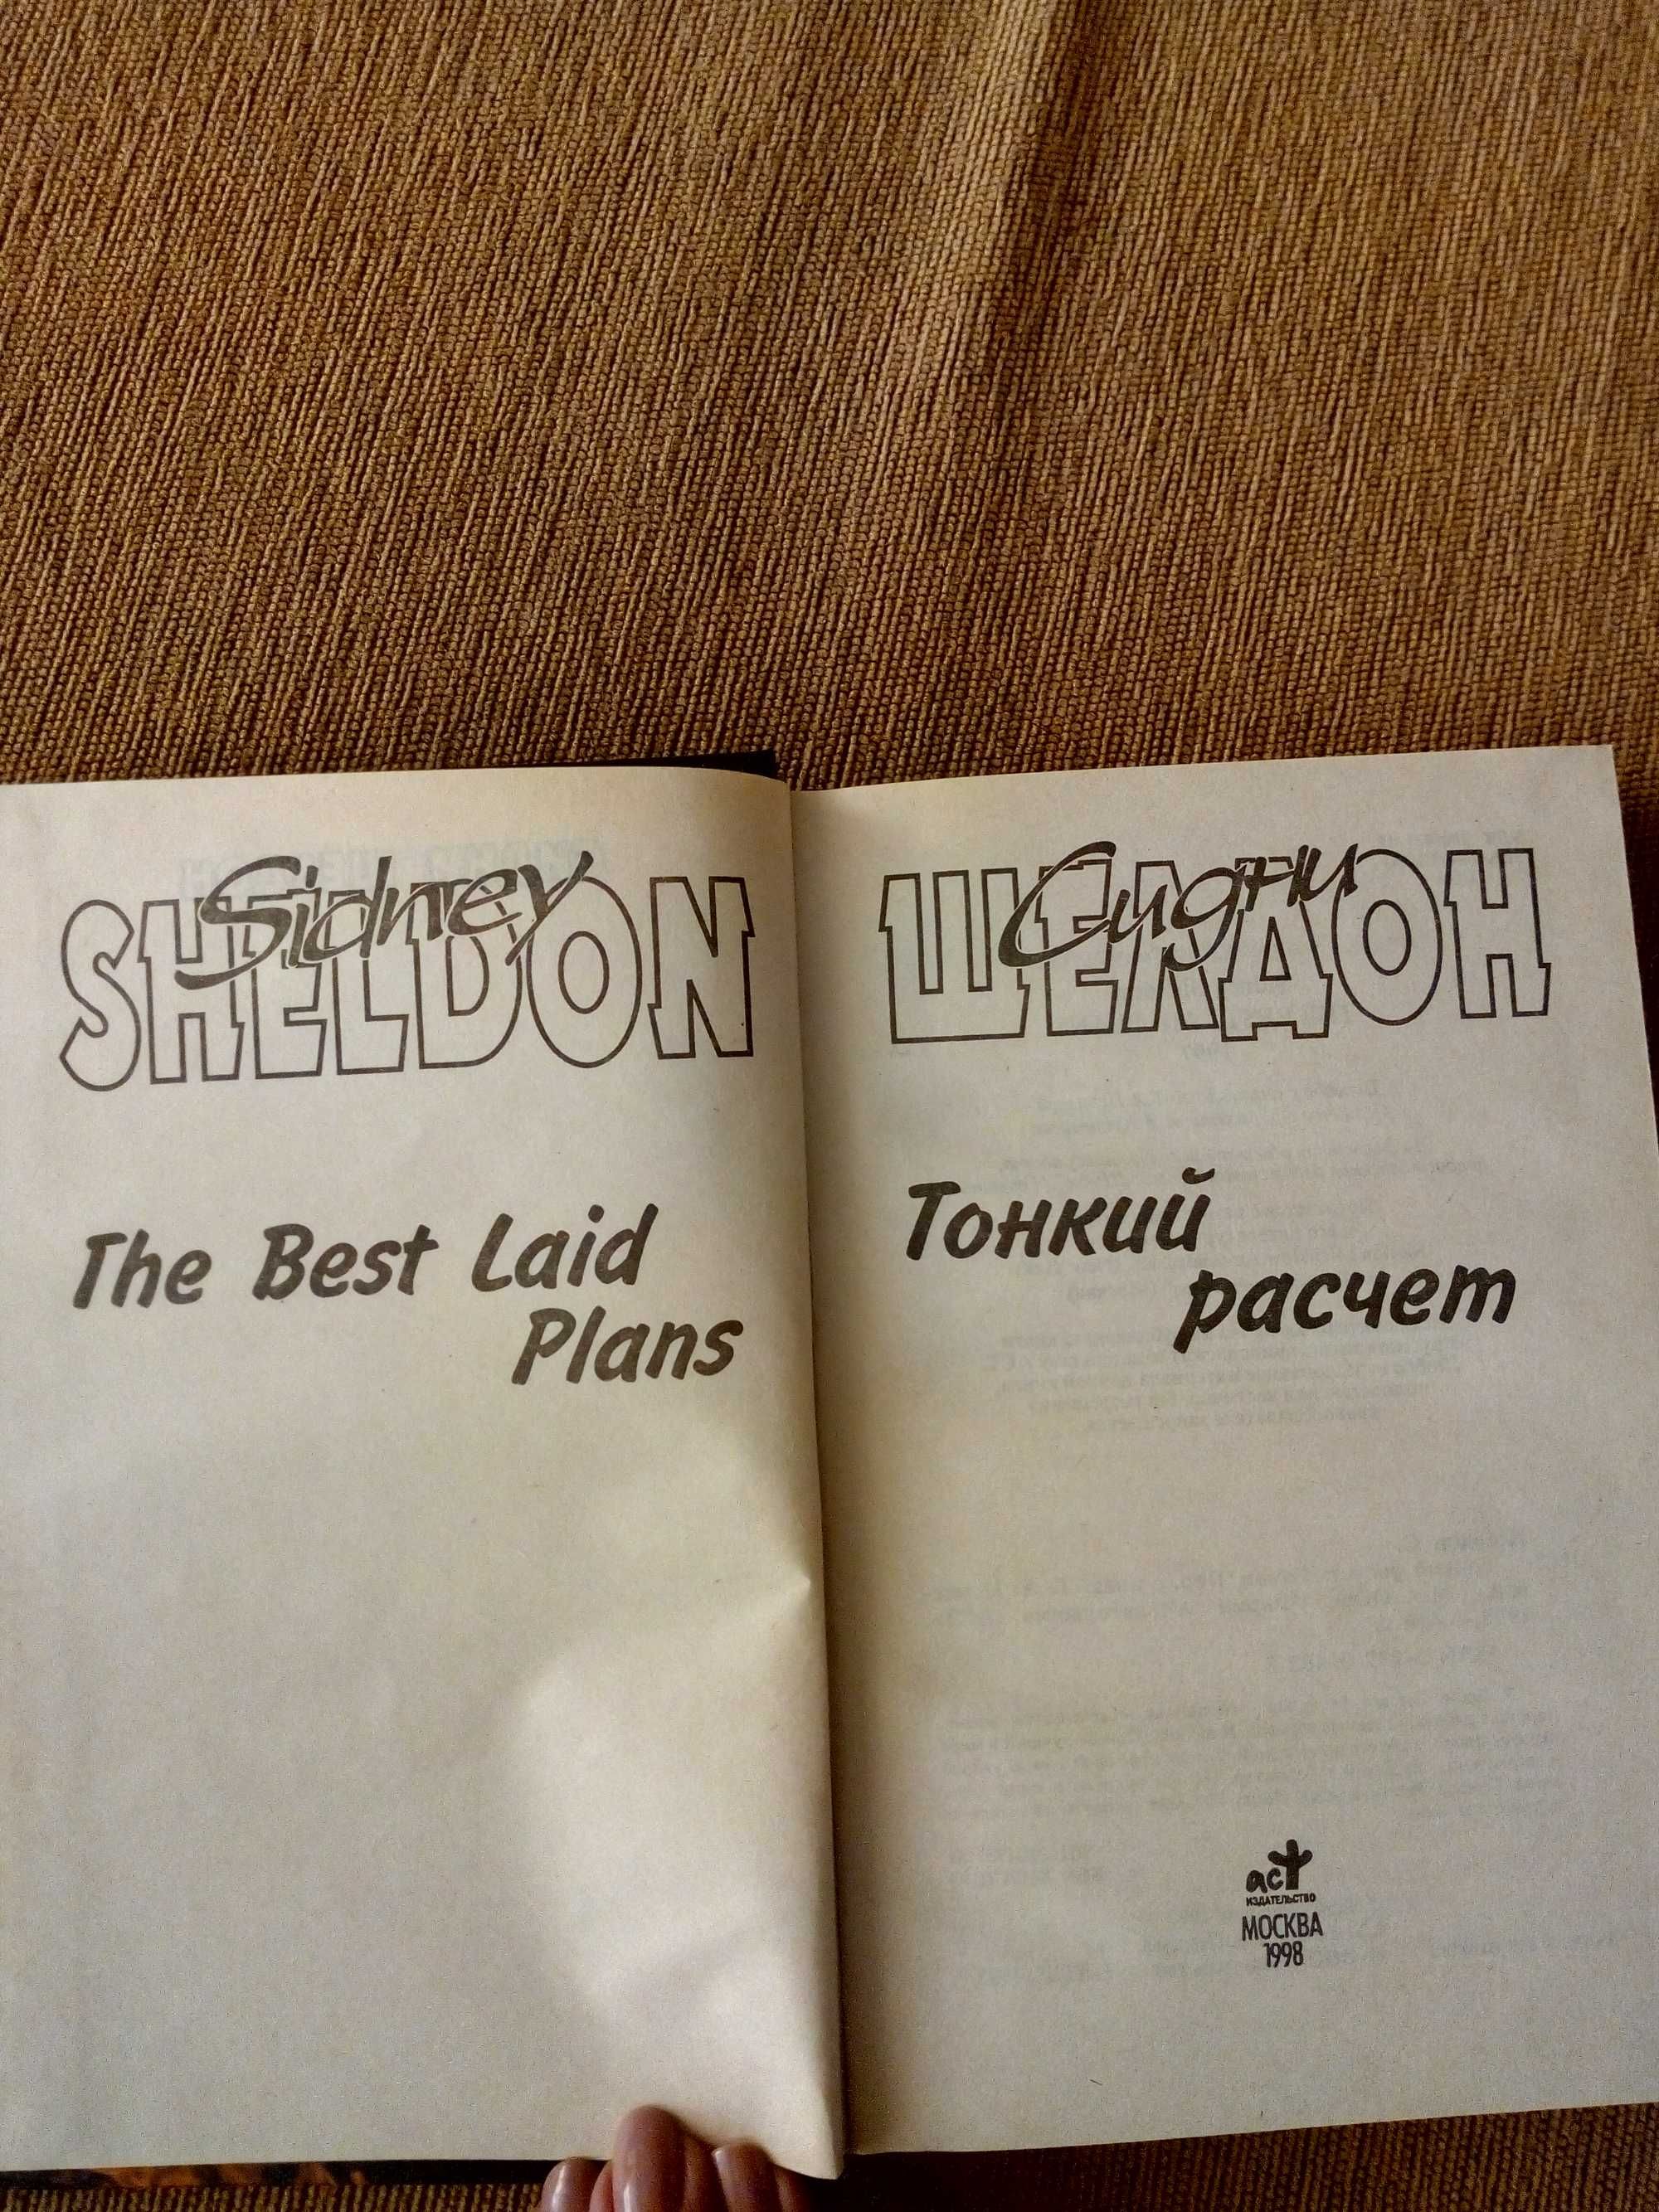 Sidney
SHELDON
The Best Laid
Plans
Сидни
ШЕЛДОН
Тонкий
расчет
аст
ИЗДАТЕЛЬСТВО
МОСКВА
1998